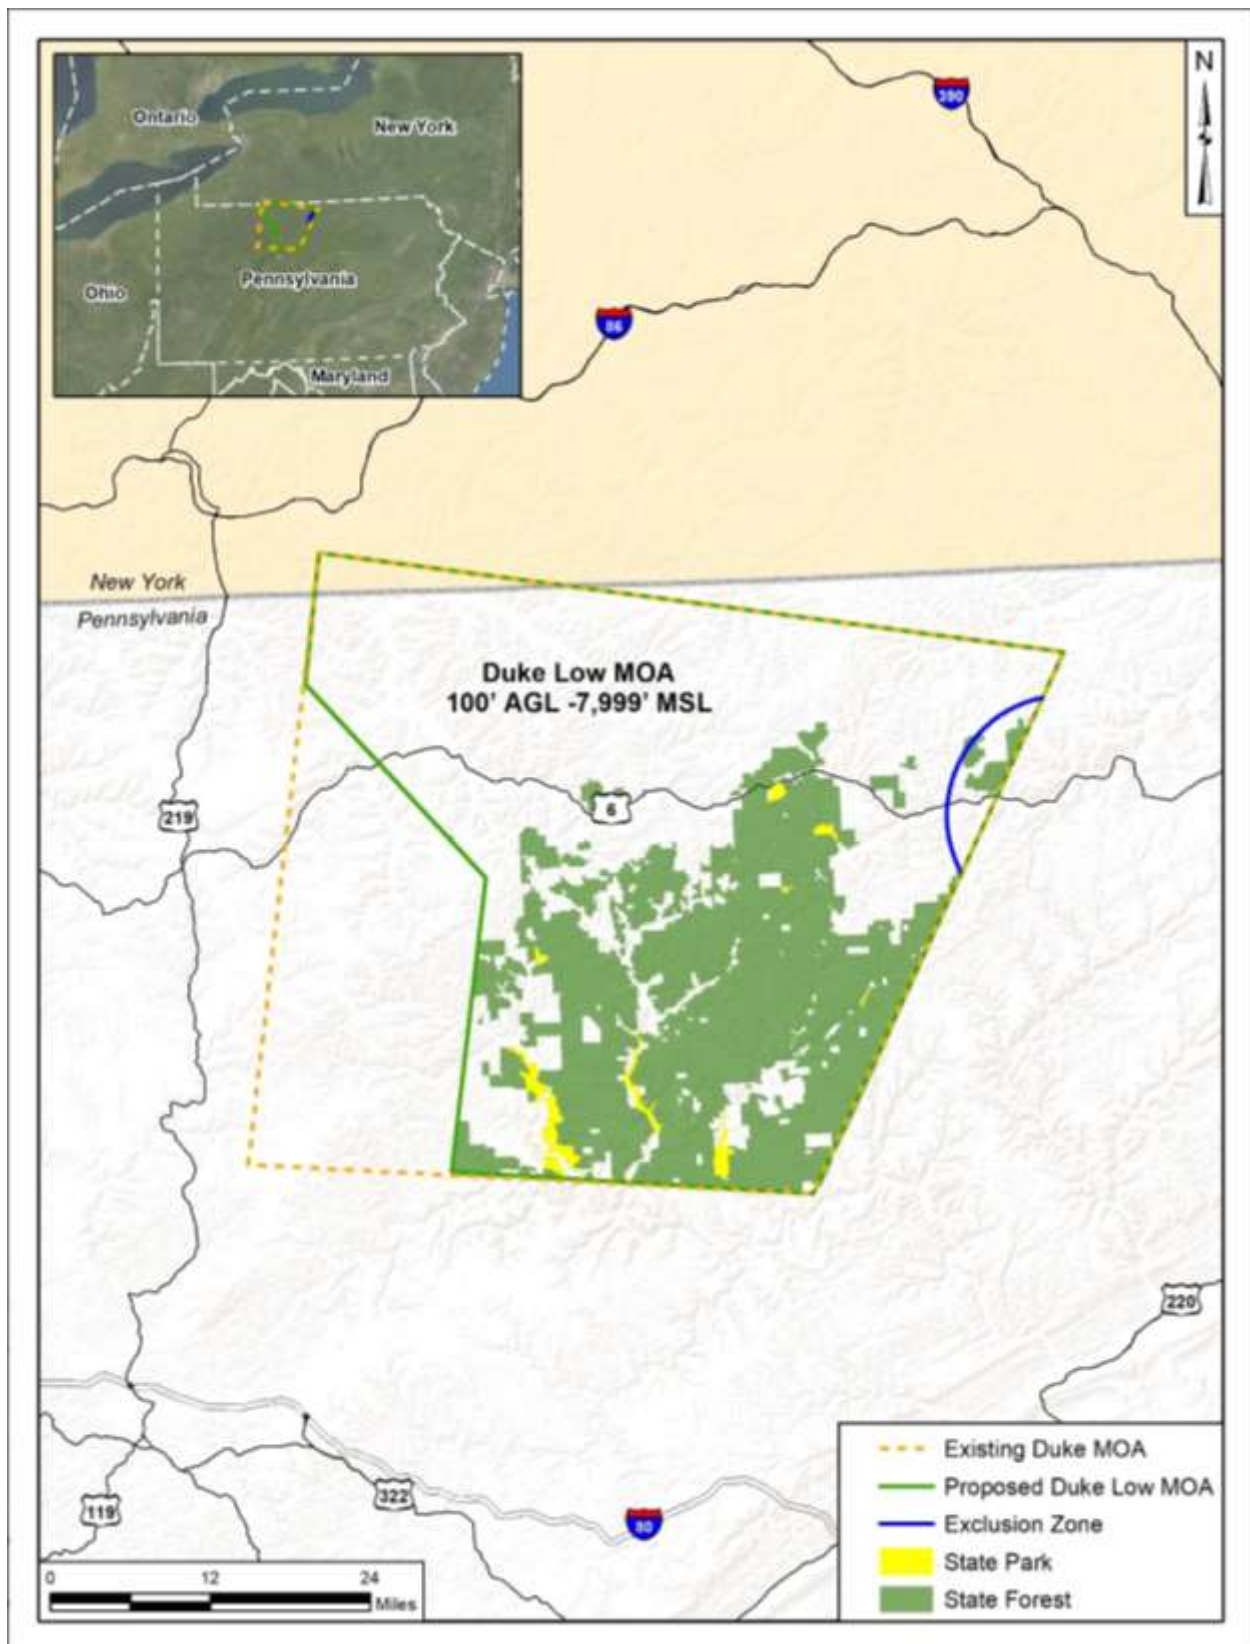 N
390
Ontario
New York
86
Pennsylvania
Ohio
Maryland
New York
Pennsylvania
Duke Low MOA
100' AGL -7,999' MSL
219
6
220
119
322
80
Existing Duke MOA
Proposed Duke Low MOA
Exclusion Zone
State Park
State Forest
0 12 24
Miles